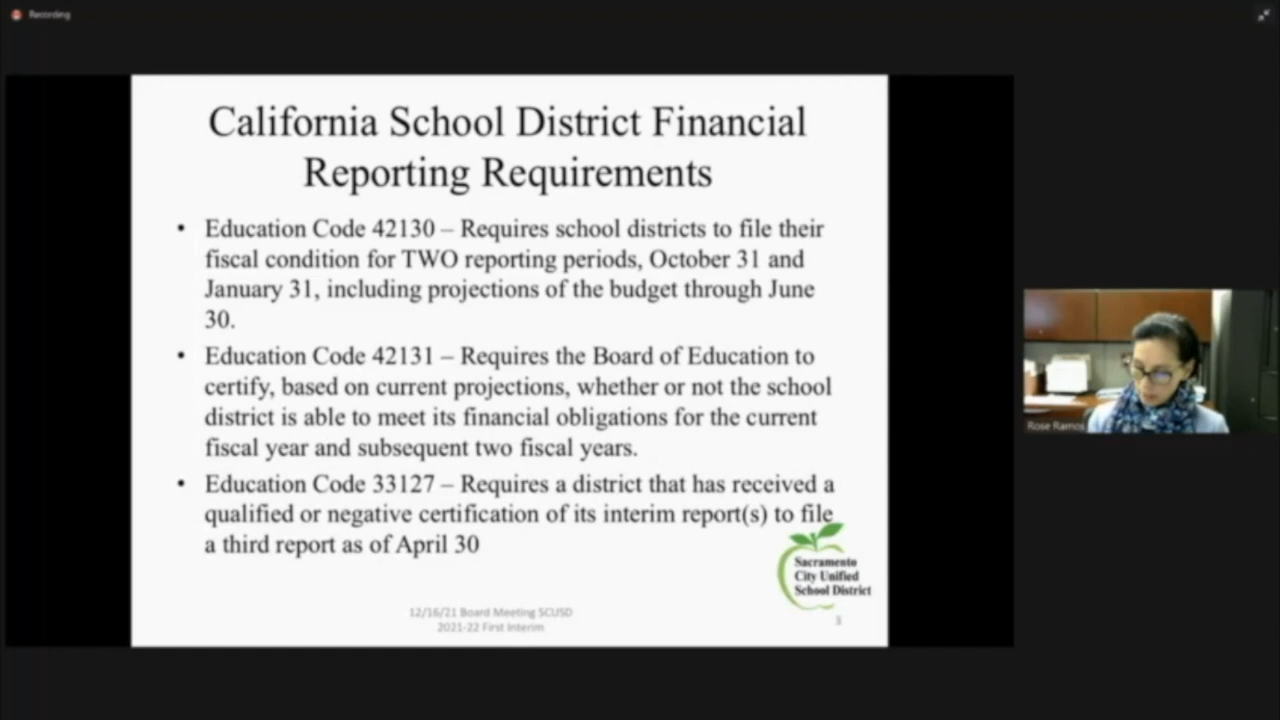 Recording
California School District Financial
Reporting Requirements
• Education Code 42130 – Requires school districts to file their
fiscal condition for TWO reporting periods, October 31 and
January 31, including projections of the budget through June
30.
• Education Code 42131 – Requires the Board of Education to
certify, based on current projections, whether or not the school
district is able to meet its financial obligations for the current
fiscal year and subsequent two fiscal years.
• Education Code 33127 – Requires a district that has received a
qualified or negative certification of its interim report(s) to file
a third report as of April 30
Sacramento
City Unified
School District
12/16/21 Board Meeting SCUSD
2021-22 First Interim
3
Rose Ramos